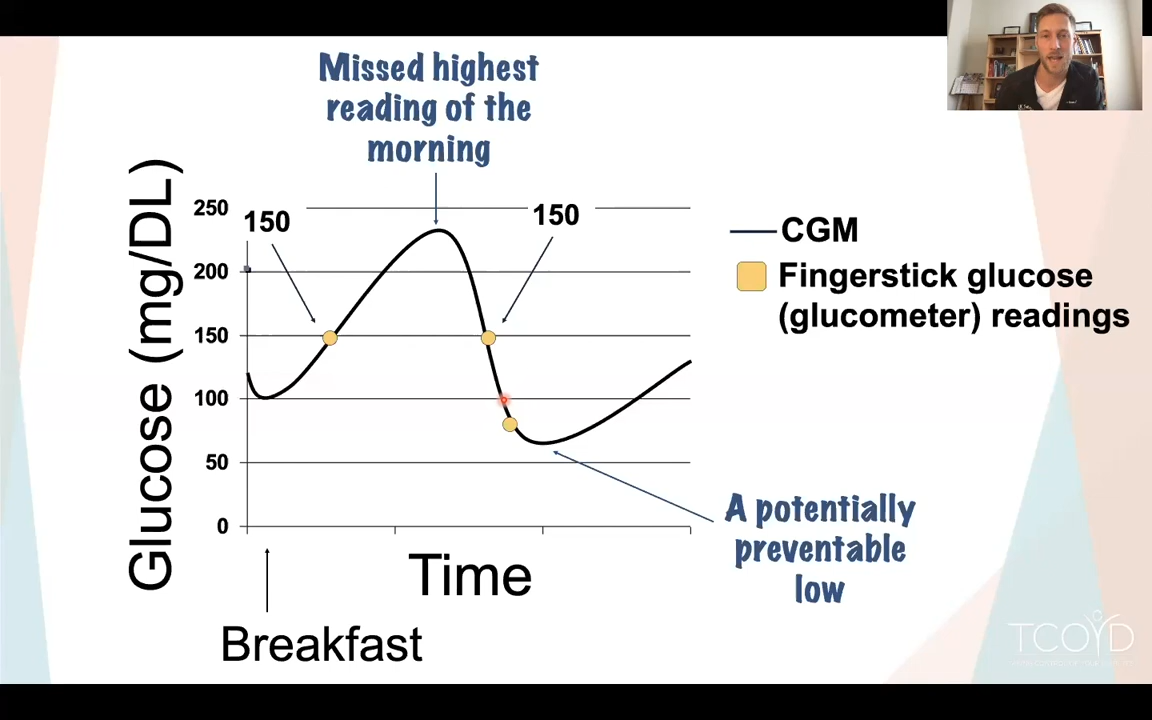 Missed highest
reading of the
morning
Glucose (mg/DL)
250
200
150
100
50
0
150
150
CGM
Fingerstick glucose
(glucometer) readings
A potentially
preventable
low
Time
Breakfast
TCOYD